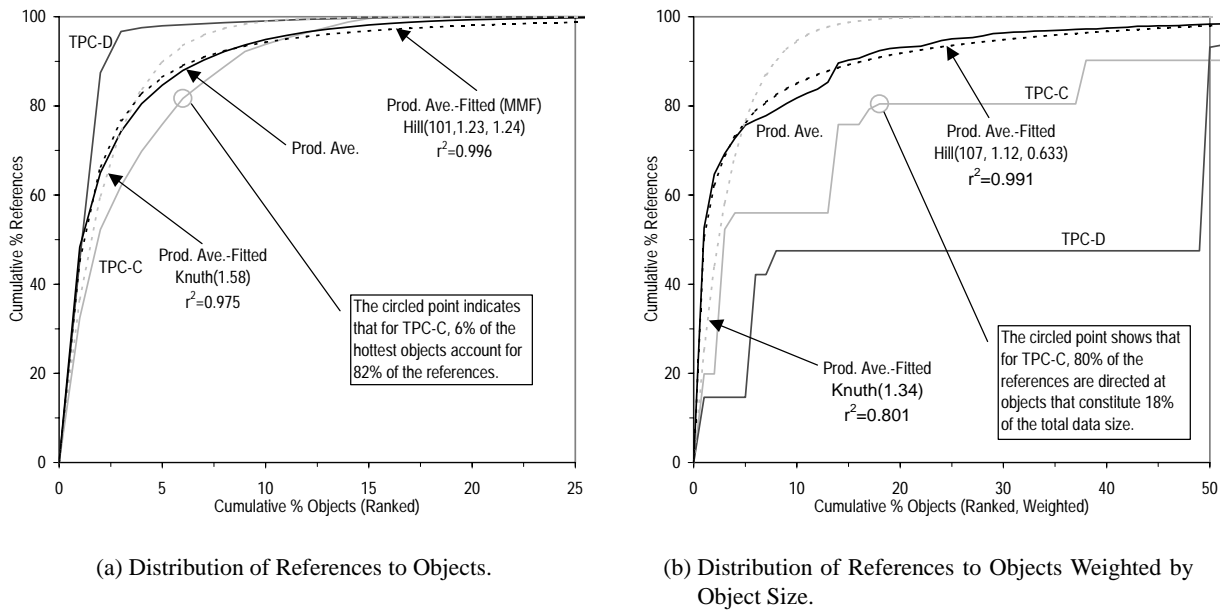 100
80
60
40
20
0
Cumulative % References
TPC-D
TPC-C
Prod. Ave.-Fitted (MMF)
Hill(101,1.23, 1.24)
r²=0.996
Prod. Ave.
Prod. Ave.-Fitted
Knuth(1.58)
r²=0.975
The circled point indicates
that for TPC-C, 6% of the
hottest objects account for
82% of the references.
0 5 10 15 20 25
Cumulative % Objects (Ranked)
(a) Distribution of References to Objects.
100
80
60
40
20
0
Cumulative % References
TPC-C
Prod. Ave.
Prod. Ave.-Fitted
Hill(107, 1.12, 0.633)
r²=0.991
TPC-D
Prod. Ave.-Fitted
Knuth(1.34)
r²=0.801
The circled point shows that
for TPC-C, 80% of the
references are directed at
objects that constitute 18%
of the total data size.
0 10 20 30 40 50
Cumulative % Objects (Ranked, Weighted)
(b) Distribution of References to Objects Weighted by
Object Size.